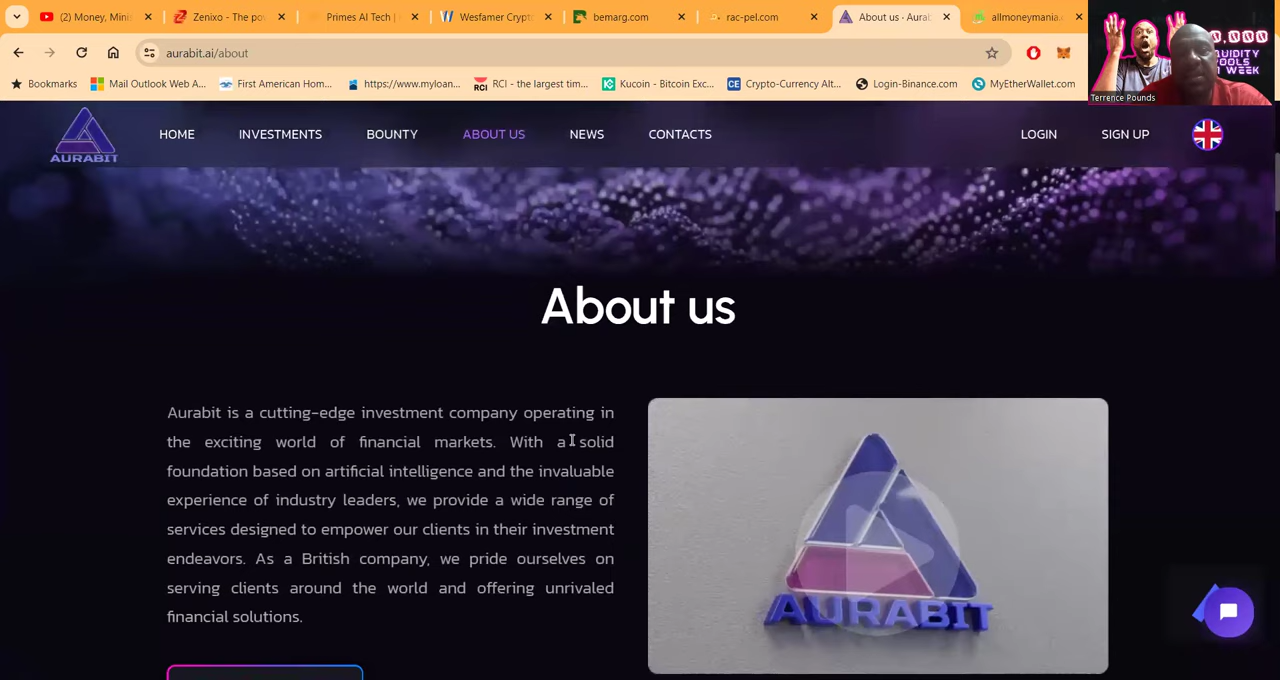 (2) Money, Mini
Zenixo - The po
Primes AI Tech |
Wesfamer Crypt
bemarg.com
rac-pel.com
About us - Aurab
allmoneymania.
aurabit.ai/about
Bookmarks
Mail Outlook Web A...
First American Hom...
https://www.myloan...
RCI - the largest tim...
Kucoin - Bitcoin Exc...
Crypto-Currency Alt...
Login-Binance.com
MyEtherWallet.com
Terrence Pounds
AURABIT
HOME
INVESTMENTS
BOUNTY
ABOUT US
NEWS
CONTACTS
LOGIN
SIGN UP
About us
Aurabit is a cutting-edge investment company operating in
the exciting world of financial markets. With a solid
foundation based on artificial intelligence and the invaluable
experience of industry leaders, we provide a wide range of
services designed to empower our clients in their investment
endeavors. As a British company, we pride ourselves on
serving clients around the world and offering unrivaled
financial solutions.
AURABIT